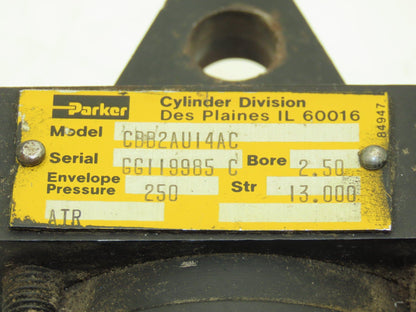 Parker
Cylinder Division
Des Plaines IL 60016
84947
Model CBB2AU14AC
Serial GG119985 C Bore 2.50
Envelope Pressure 250 Str 13.000
AIR